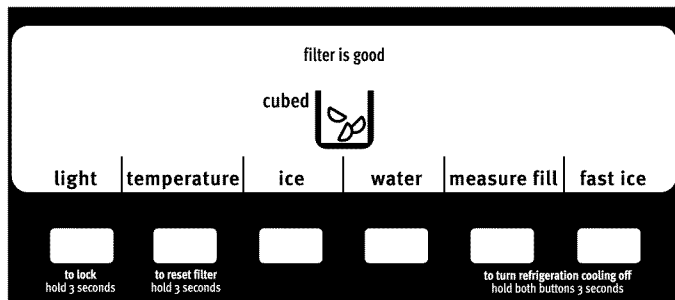 filter is good
cubed
light temperature ice water measure fill fast ice
to lock to reset filter to turn refrigeration cooling off
hold 3 seconds hold 3 seconds hold both buttons 3 seconds